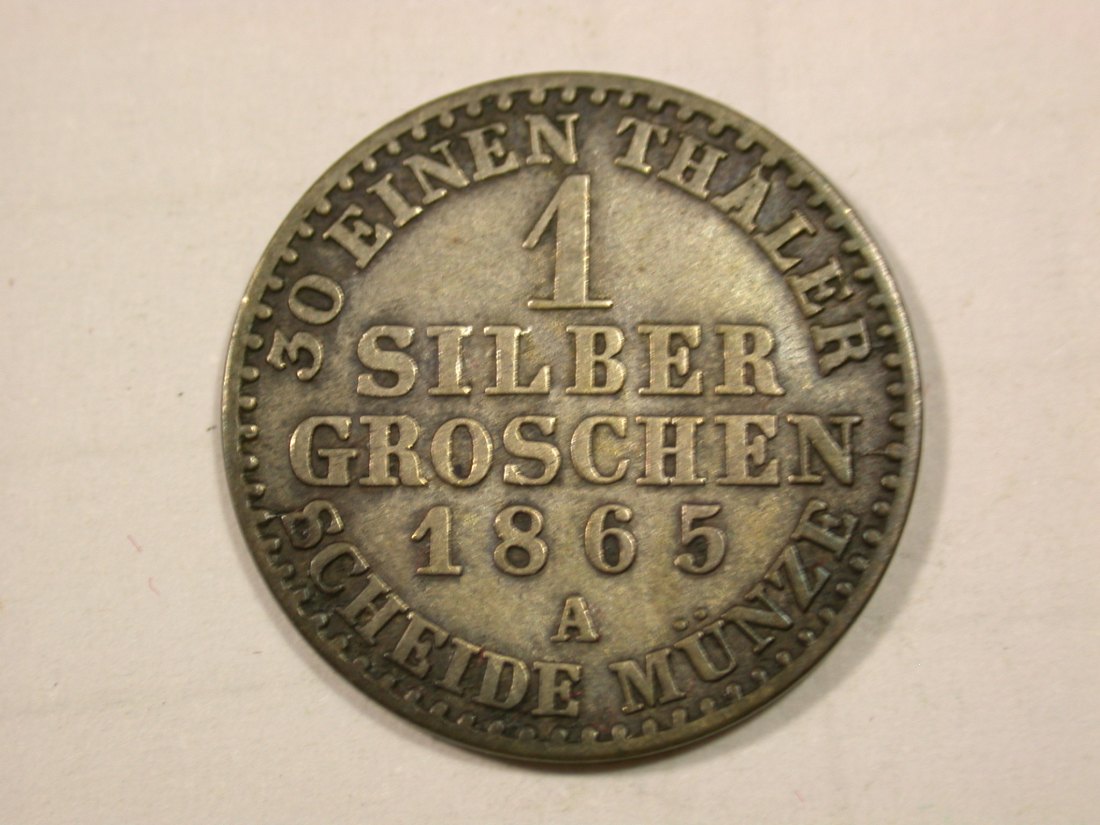 30 EINEN THALER
1
SILBER
GROSCHEN
1865
A
SCHEIDE MÜNZE